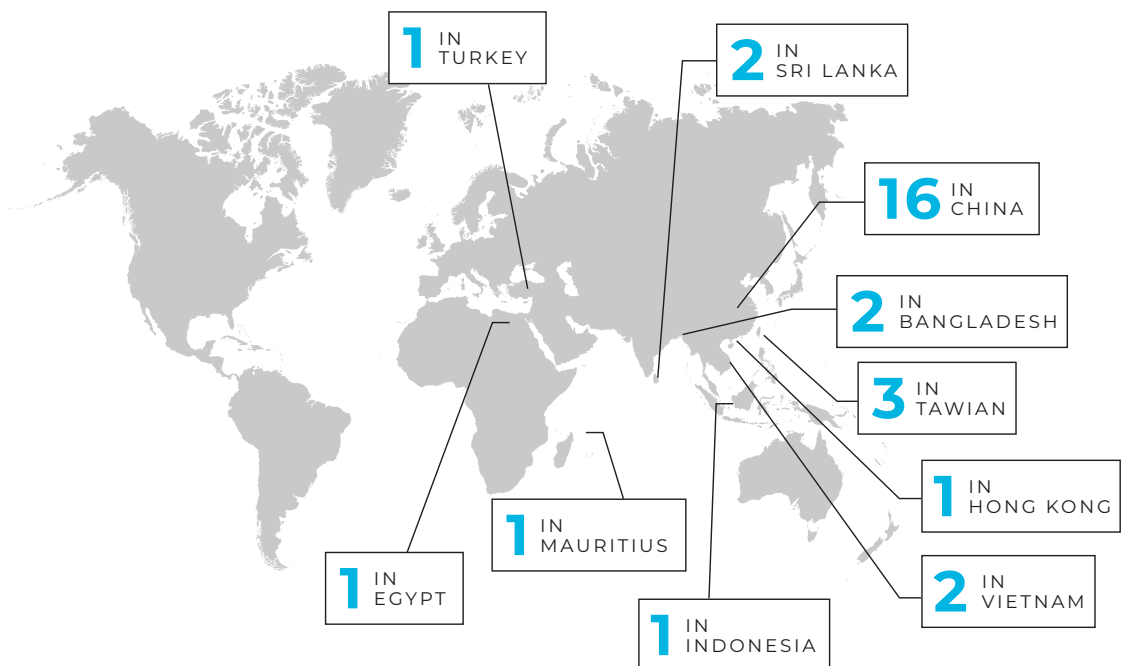 1 IN
TURKEY
2 IN
SRI LANKA
16 IN
CHINA
2 IN
BANGLADESH
3 IN
TAWIAN
1 IN
HONG KONG
1 IN
MAURITIUS
1 IN
EGYPT
2 IN
VIETNAM
1 IN
INDONESIA